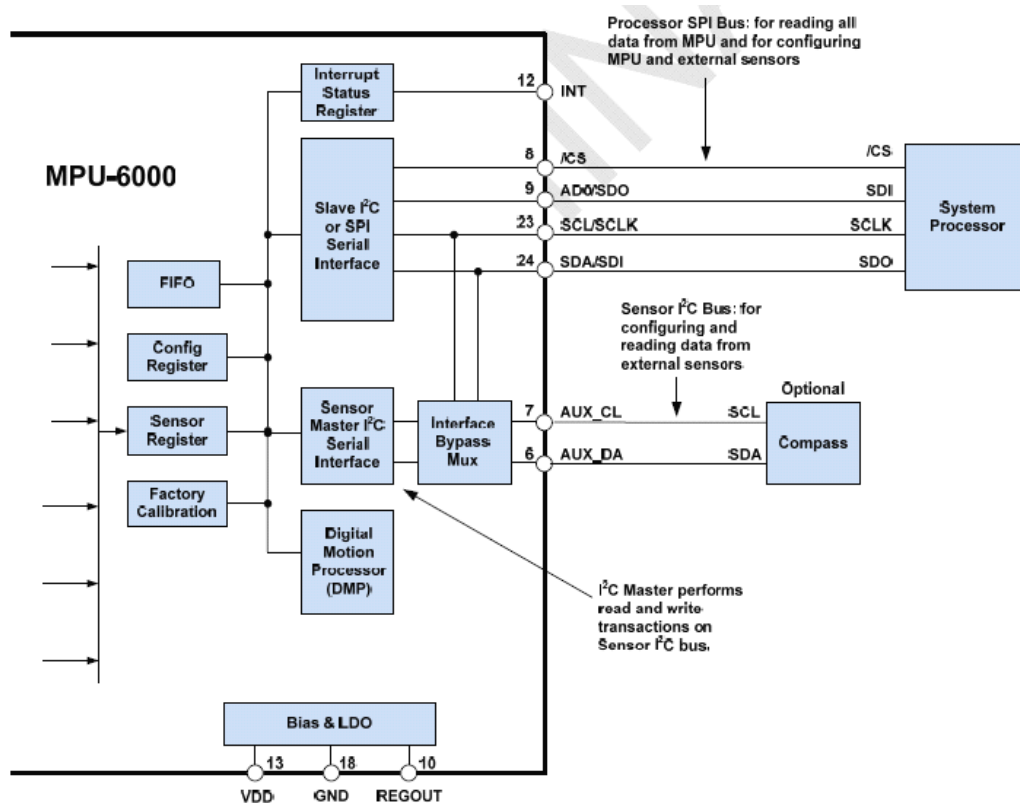 Processor SPI Bus: for reading all
data from MPU and for configuring
MPU and external sensors
Interrupt
Status
Register
12
INT
MPU-6000
Slave I²C
or SPI
Serial
Interface
8
/CS
/CS
9
AD0/SDO
SDI
23
SCL/SCLK
SCLK
24
SDA/SDI
SDO
System
Processor
FIFO
Config
Register
Sensor
Register
Factory
Calibration
Sensor I²C Bus: for
configuring and
reading data from
external sensors
Sensor
Master I²C
Serial
Interface
Interface
Bypass
Mux
7
AUX_CL
SCL
6
AUX_DA
SDA
Optional
Compass
Digital
Motion
Processor
(DMP)
I²C Master performs
read and write
transactions on
Sensor I²C bus.
Bias & LDO
13
18
10
VDD
GND
REGOUT